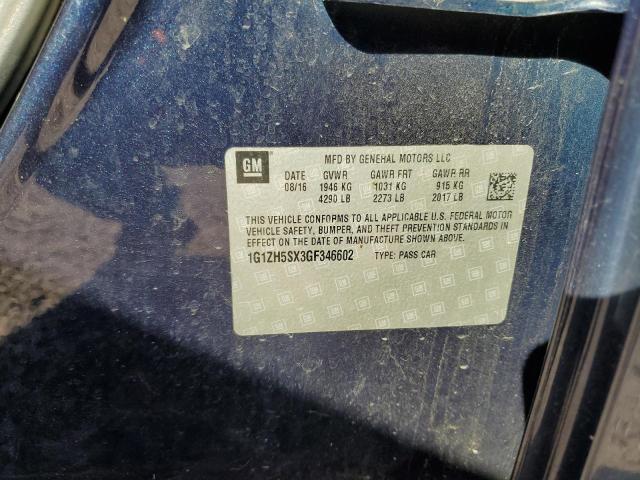 GM
MFD BY GENERAL MOTORS LLC
DATE GVWR GAWR FRT GAWR RR
08/16 1946 KG 1031 KG 915 KG
4290 LB 2273 LB 2017 LB
THIS VEHICLE CONFORMS TO ALL APPLICABLE U.S. FEDERAL MOTOR
VEHICLE SAFETY, BUMPER, AND THEFT PREVENTION STANDARDS IN
EFFECT ON THE DATE OF MANUFACTURE SHOWN ABOVE.
1G1ZH5SX3GF346602 TYPE: PASS CAR